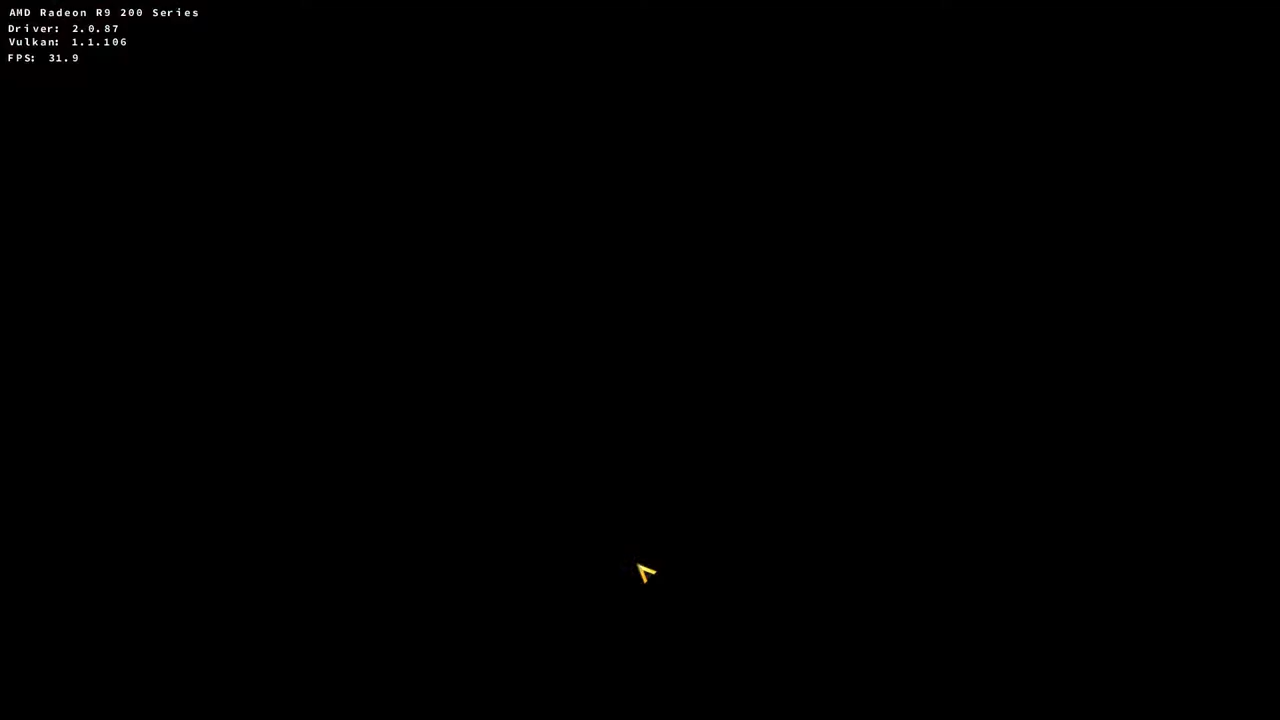 AMD Radeon R9 200 Series
Driver: 2.0.87
Vulkan: 1.1.106
FPS: 31.9